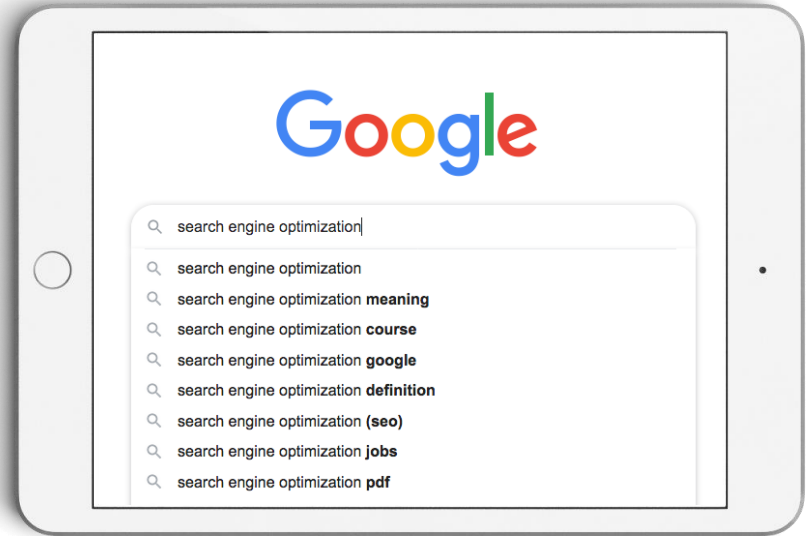 Google
search engine optimization
search engine optimization
search engine optimization meaning
search engine optimization course
search engine optimization google
search engine optimization definition
search engine optimization (seo)
search engine optimization jobs
search engine optimization pdf